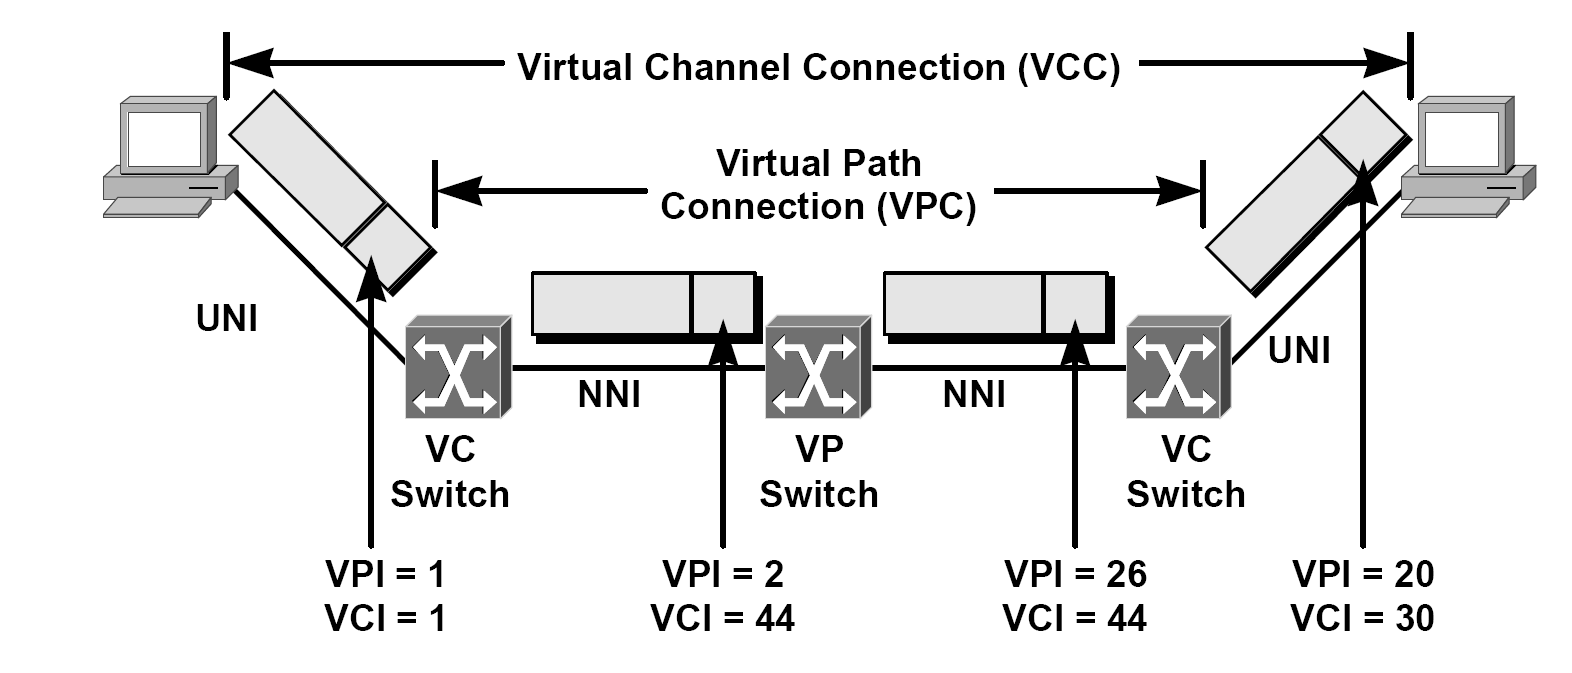 Virtual Channel Connection (VCC)
Virtual Path
Connection (VPC)
UNI
UNI
NNI
NNI
VC
Switch
VP
Switch
VC
Switch
VPI = 1
VCI = 1
VPI = 2
VCI = 44
VPI = 26
VCI = 44
VPI = 20
VCI = 30